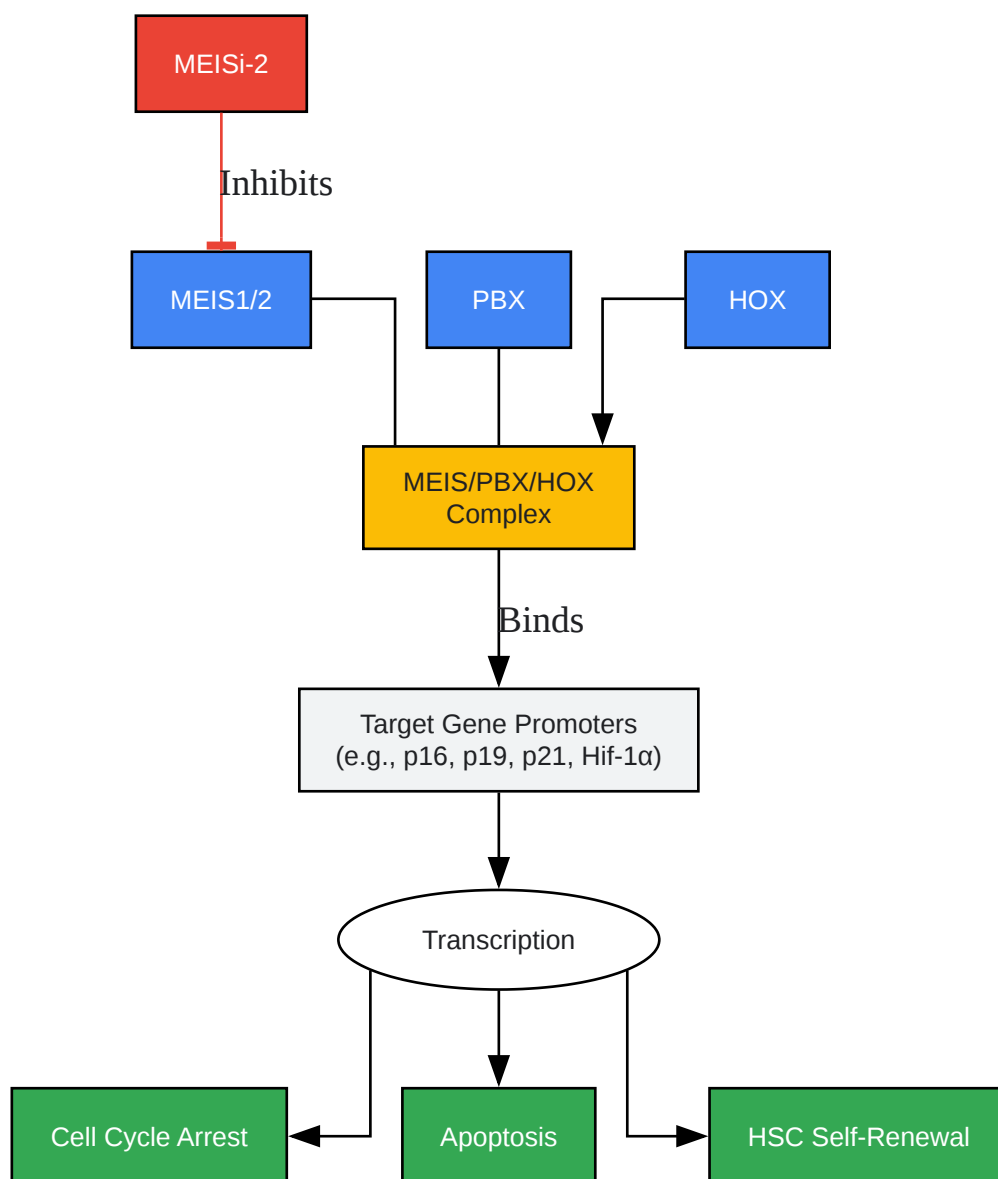 MEISi-2
Inhibits
MEIS1/2
PBX
HOX
MEIS/PBX/HOX
Complex
Binds
Target Gene Promoters
(e.g., p16, p19, p21, Hif-1α)
Transcription
Cell Cycle Arrest
Apoptosis
HSC Self-Renewal